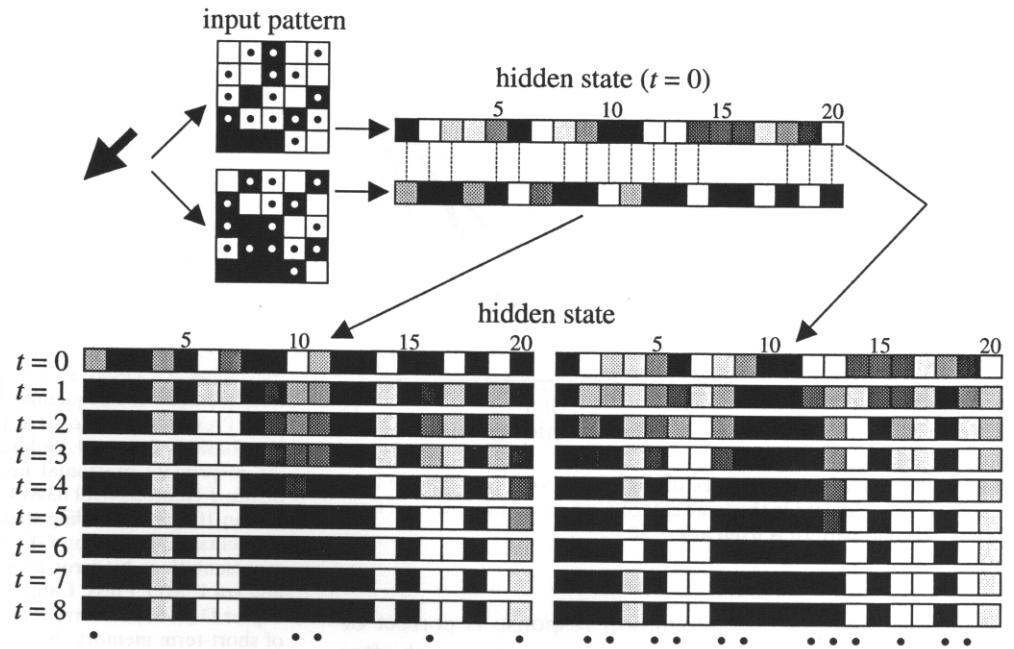 input pattern
hidden state (t = 0)
5 10 15 20
hidden state
5 10 15 20 5 10 15 20
t = 0
t = 1
t = 2
t = 3
t = 4
t = 5
t = 6
t = 7
t = 8